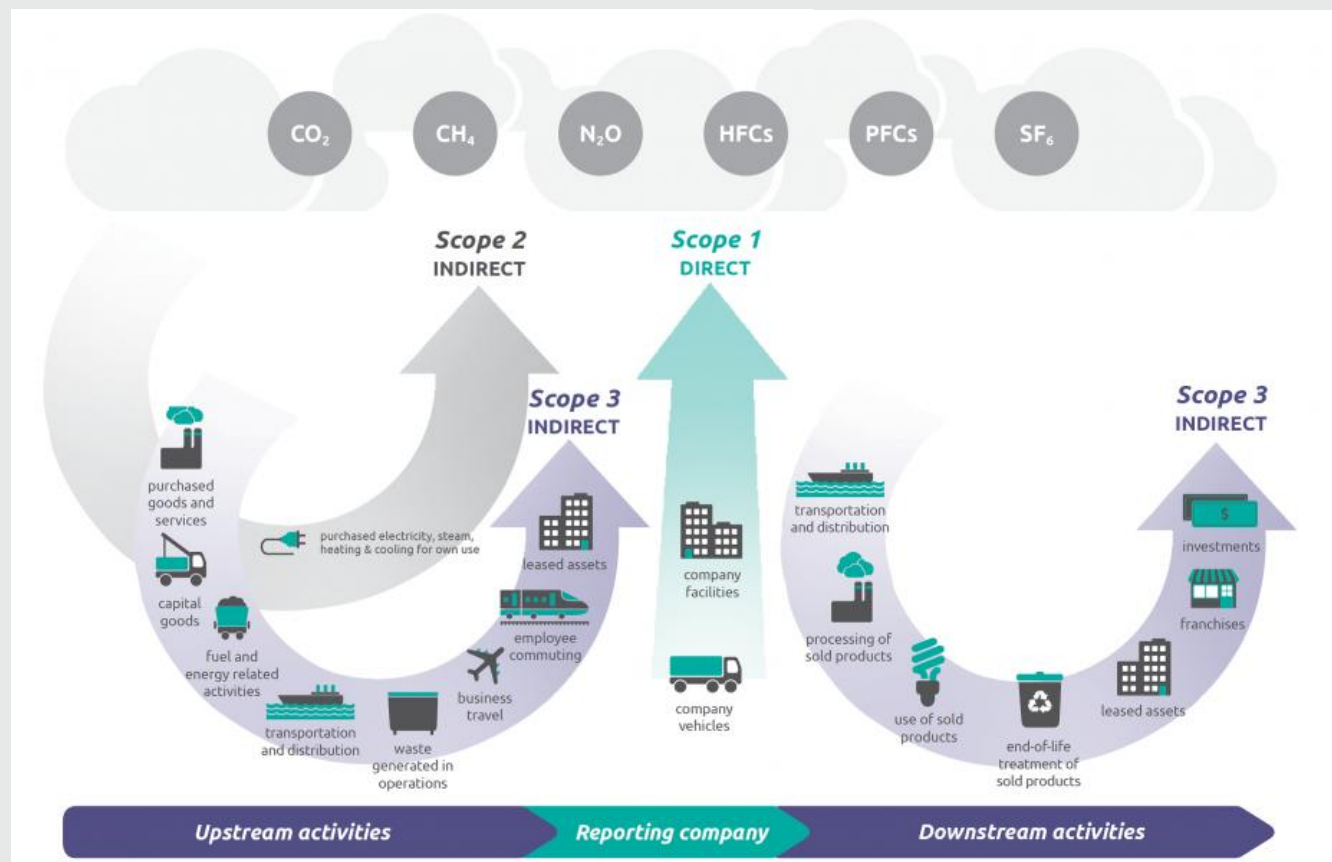 CO₂
CH₄
N₂O
HFCs
PFCs
SF₆
Scope 2
INDIRECT
Scope 1
DIRECT
Scope 3
INDIRECT
Scope 3
INDIRECT
purchased
goods and
services
capital
goods
fuel and
energy related
activities
transportation
and distribution
waste
generated in
operations
business
travel
employee
commuting
leased assets
purchased electricity, steam,
heating & cooling for own use
company
facilities
company
vehicles
transportation
and distribution
processing of
sold products
use of sold
products
end-of-life
treatment of
sold products
leased assets
franchises
$
investments
Upstream activities
Reporting company
Downstream activities